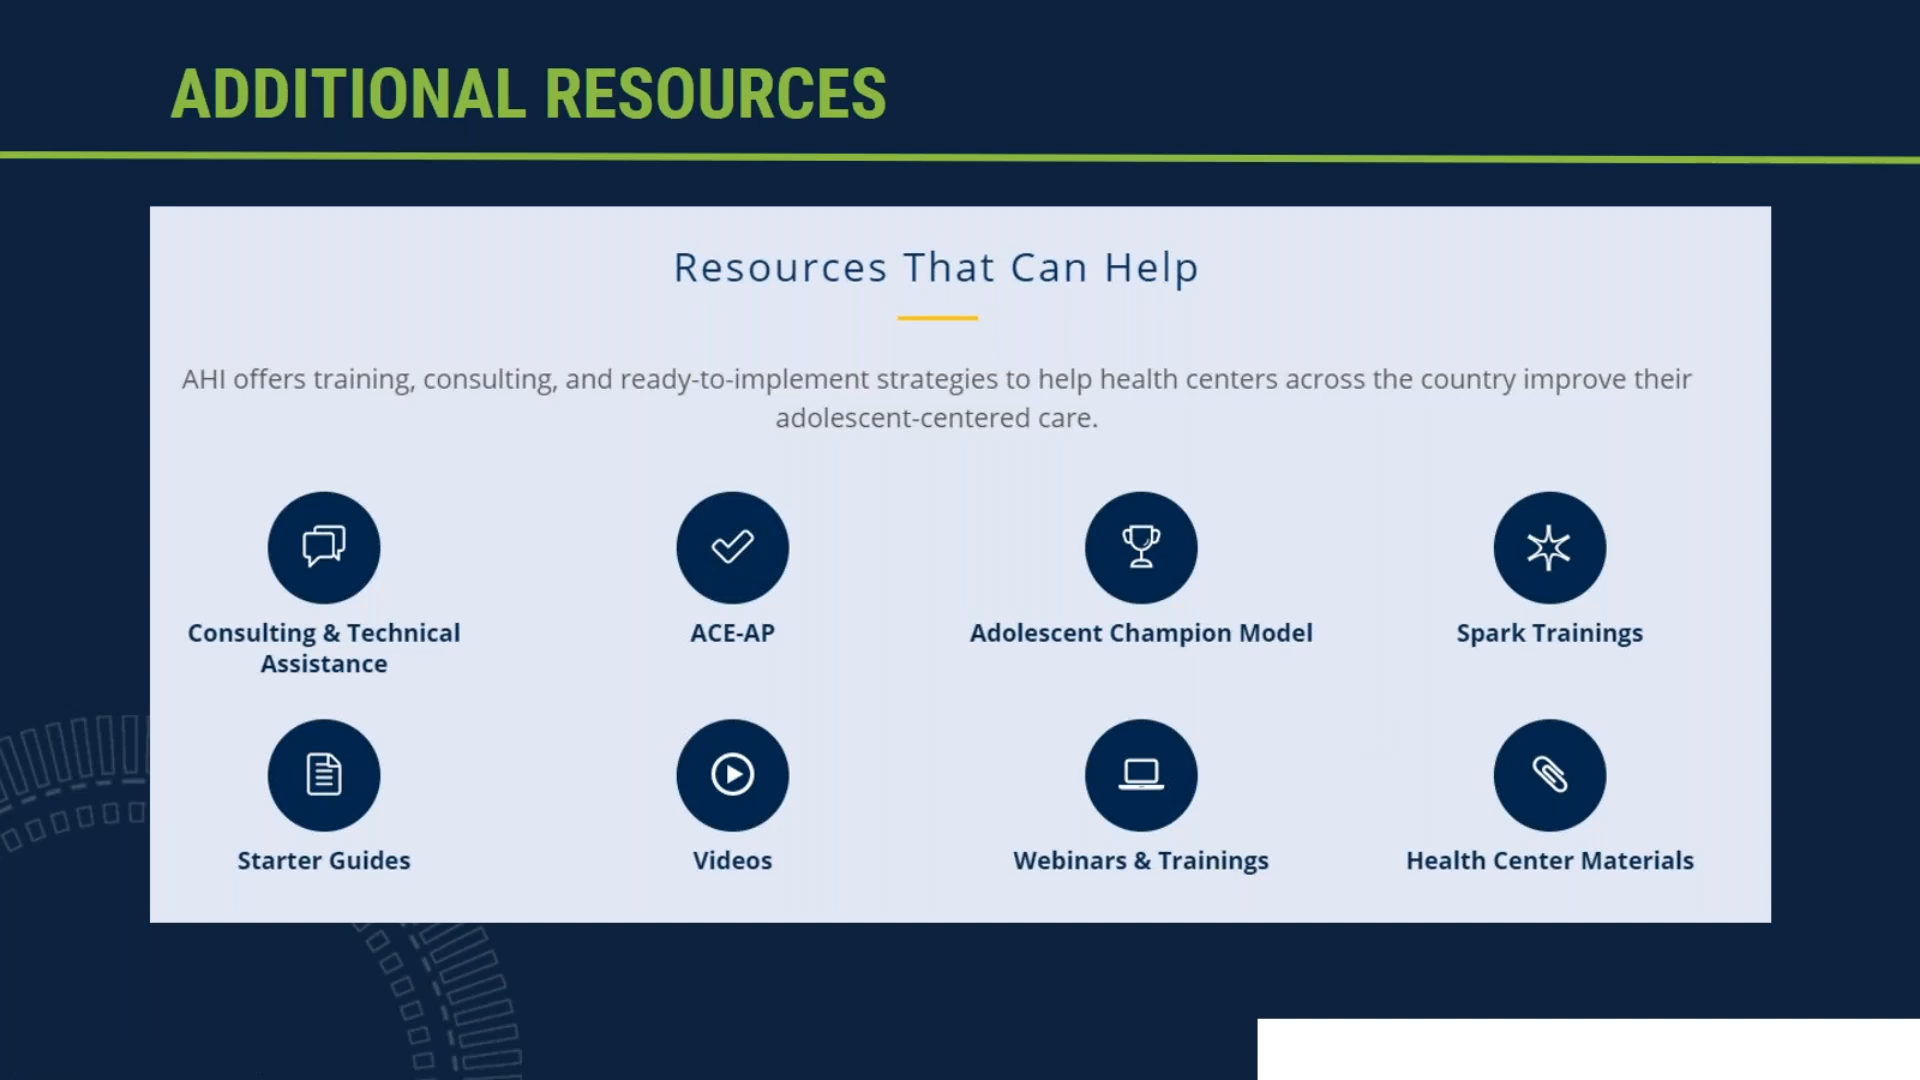 ADDITIONAL RESOURCES
Resources That Can Help
AHI offers training, consulting, and ready-to-implement strategies to help health centers across the country improve their
adolescent-centered care.
Consulting & Technical
Assistance
ACE-AP
Adolescent Champion Model
Spark Trainings
Starter Guides
Videos
Webinars & Trainings
Health Center Materials